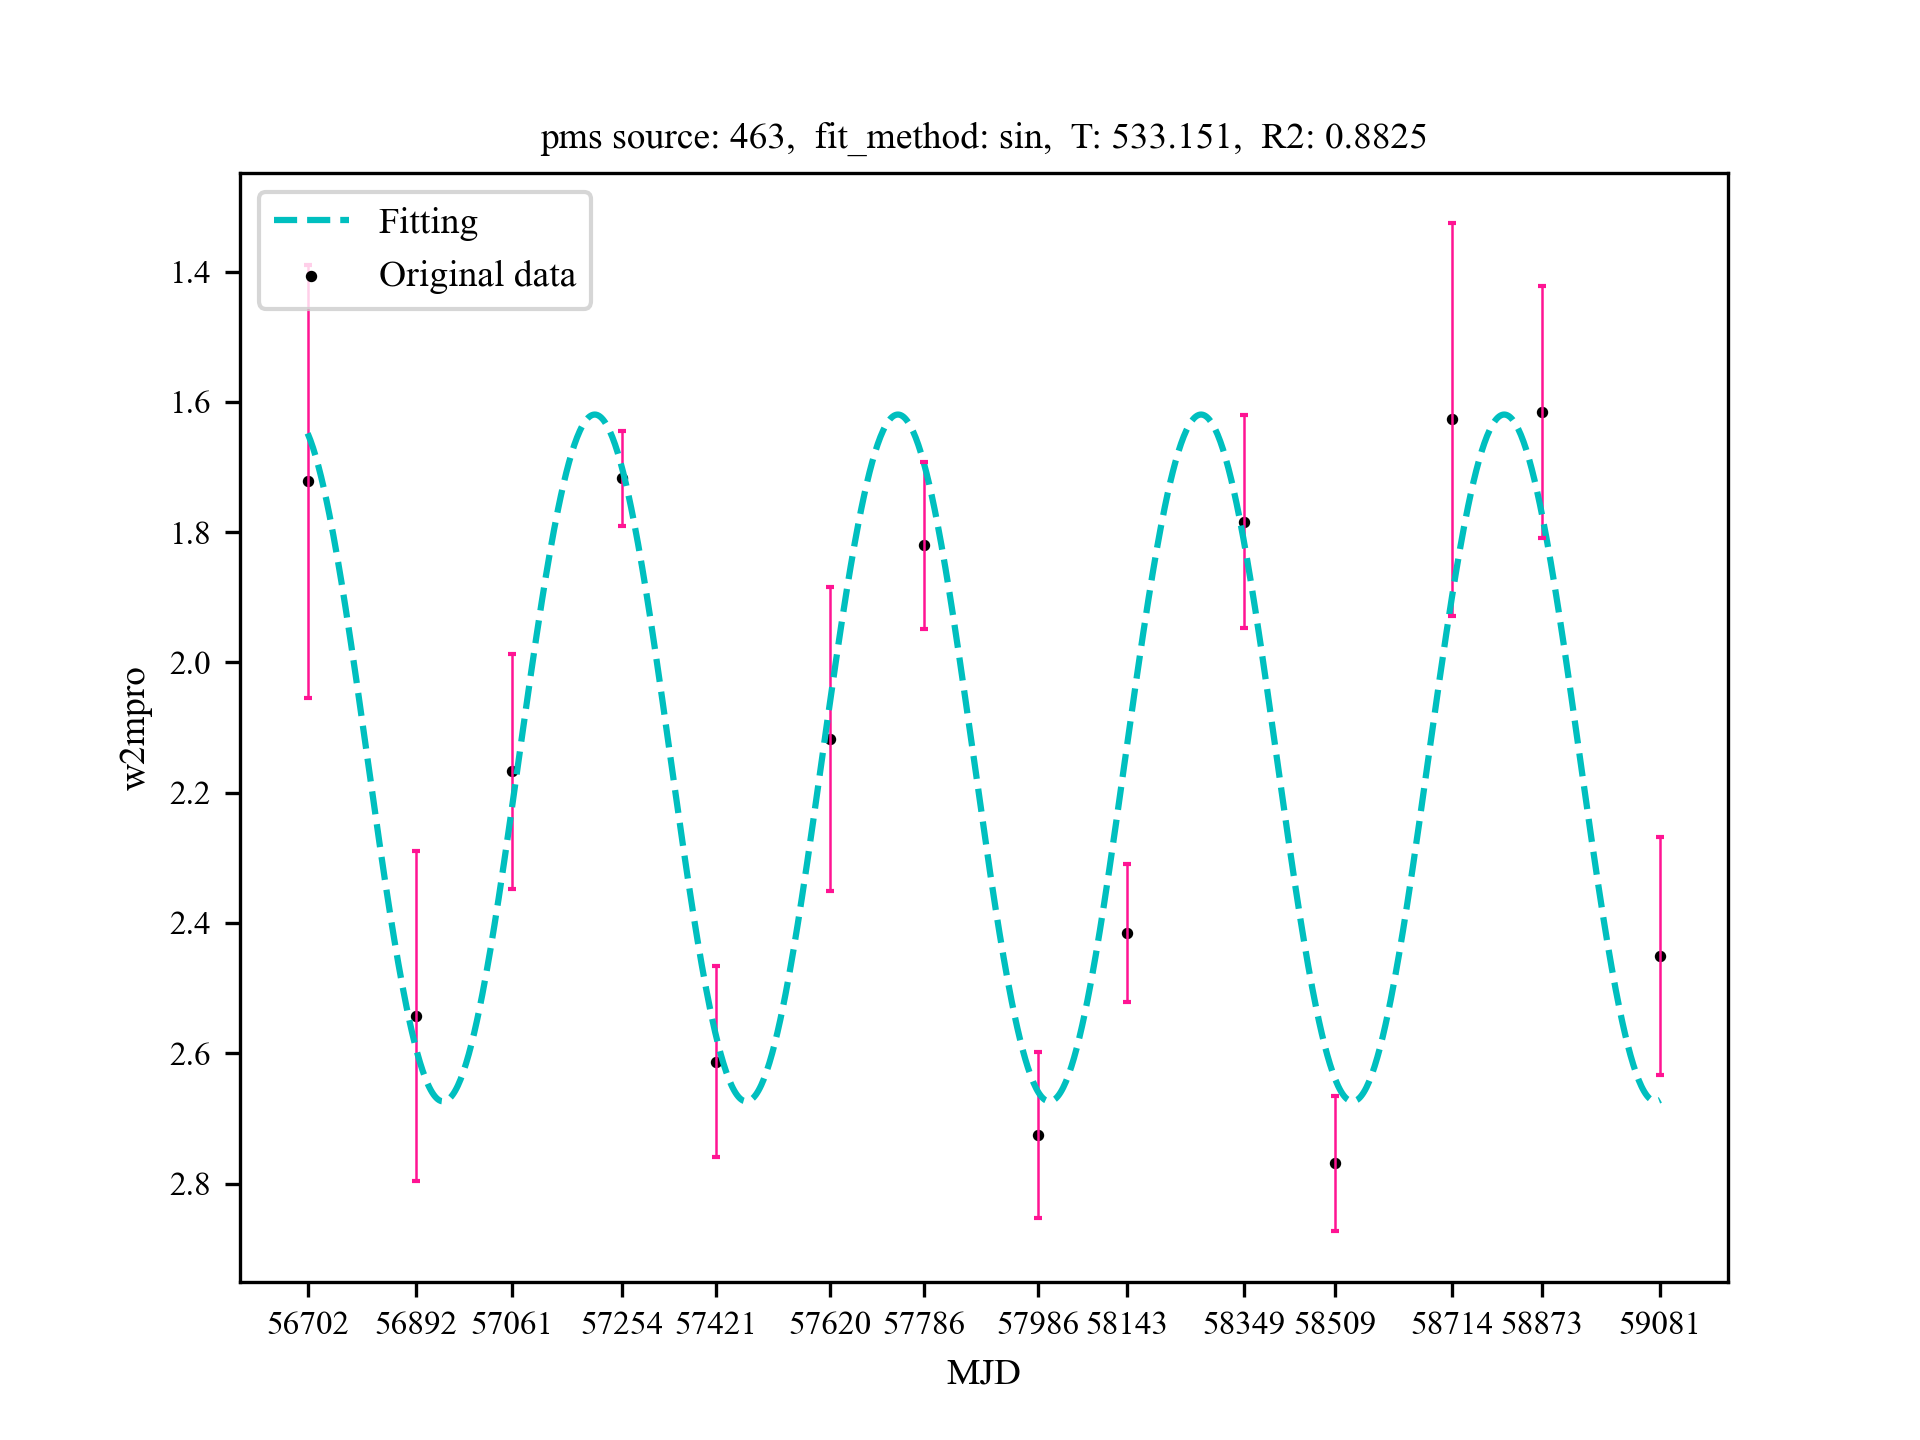 pms source: 463,  fit_method: sin,  T: 533.151,  R2: 0.8825
Fitting
Original data
1.4
1.6
1.8
2.0
2.2
2.4
2.6
2.8
w2mpro
56702 56892 57061 57254 57421 57620 57786 57986 58143 58349 58509 58714 58873 59081
MJD